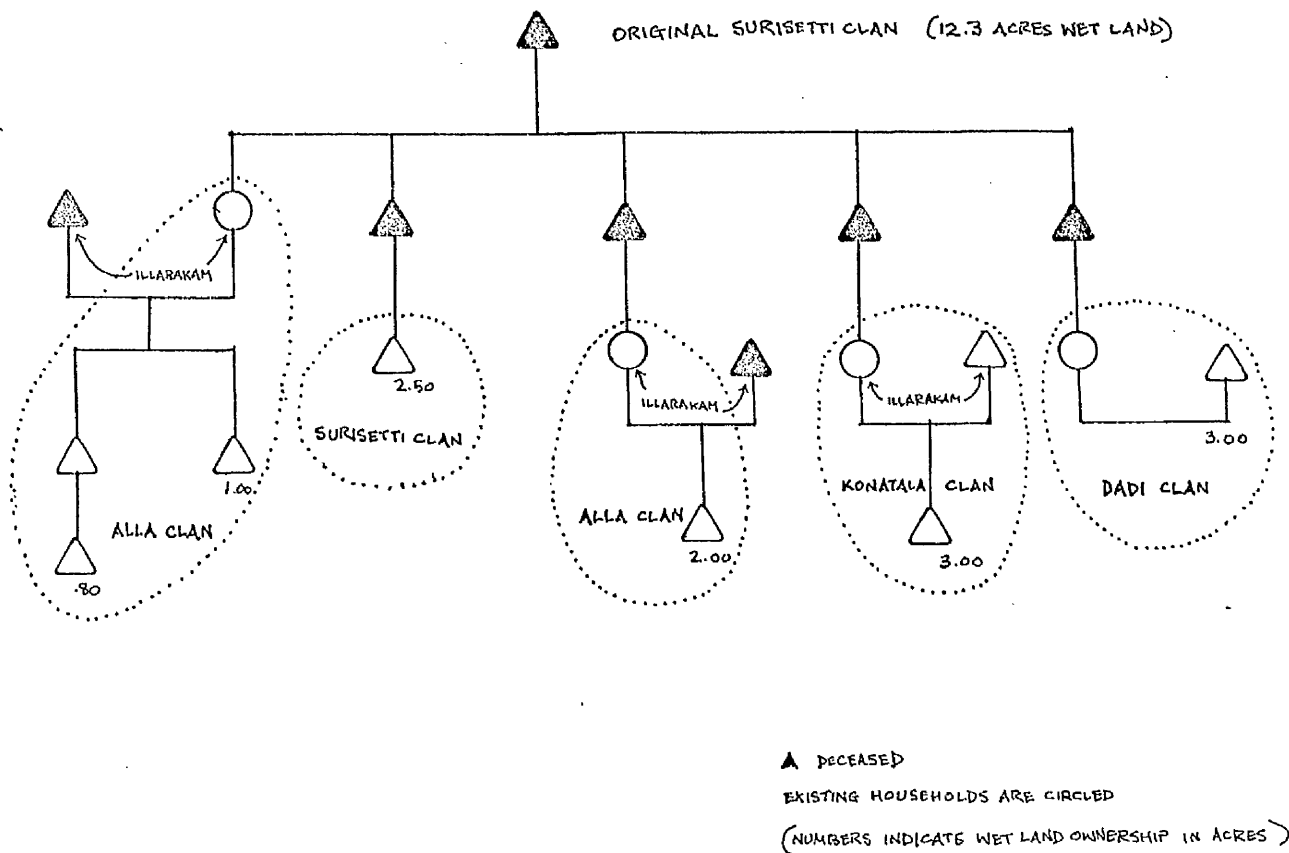 ORIGINAL SURISETTI CLAN (12.3 ACRES WET LAND)
ILLARAKAM
2.50
SURISETTI CLAN
ILLARAKAM
ILLARAKAM
3.00
1.00
ALLA CLAN
.80
ALLA CLAN
2.00
KONATALA CLAN
3.00
DADI CLAN
▲ DECEASED
EXISTING HOUSEHOLDS ARE CIRCLED
(NUMBERS INDICATE WET LAND OWNERSHIP IN ACRES)